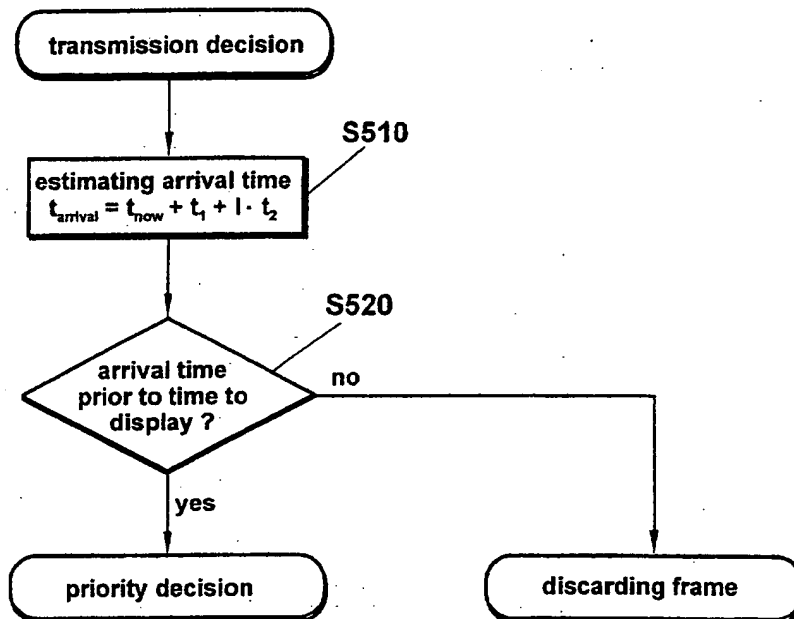 transmission decision
S510
estimating arrival time
t_arrival = t_now + t_1 + l · t_2
S520
arrival time
prior to time to
display ?
no
yes
priority decision
discarding frame